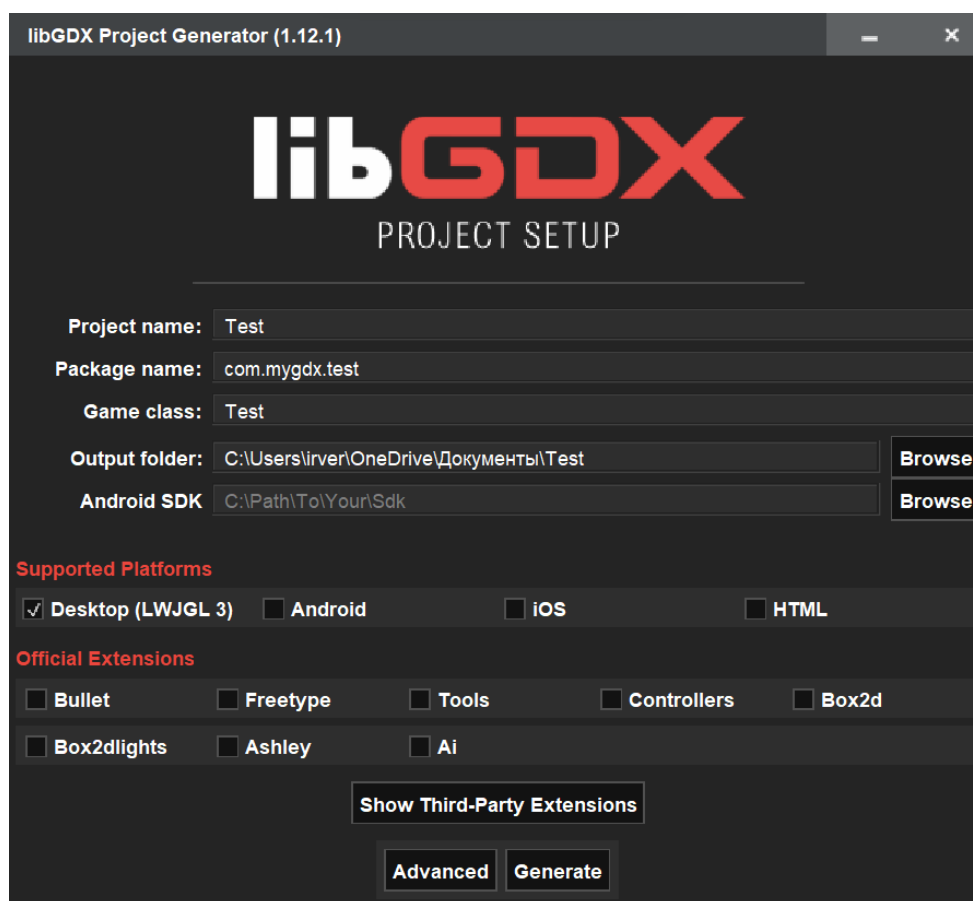 libGDX Project Generator (1.12.1)
libGDX
PROJECT SETUP
Project name: Test
Package name: com.mygdx.test
Game class: Test
Output folder: C:\Users\irver\OneDrive\Документы\Test Browse
Android SDK C:\Path\To\Your\Sdk Browse
Supported Platforms
Desktop (LWJGL 3) Android iOS HTML
Official Extensions
Bullet Freetype Tools Controllers Box2d
Box2dlights Ashley Ai
Show Third-Party Extensions
Advanced Generate